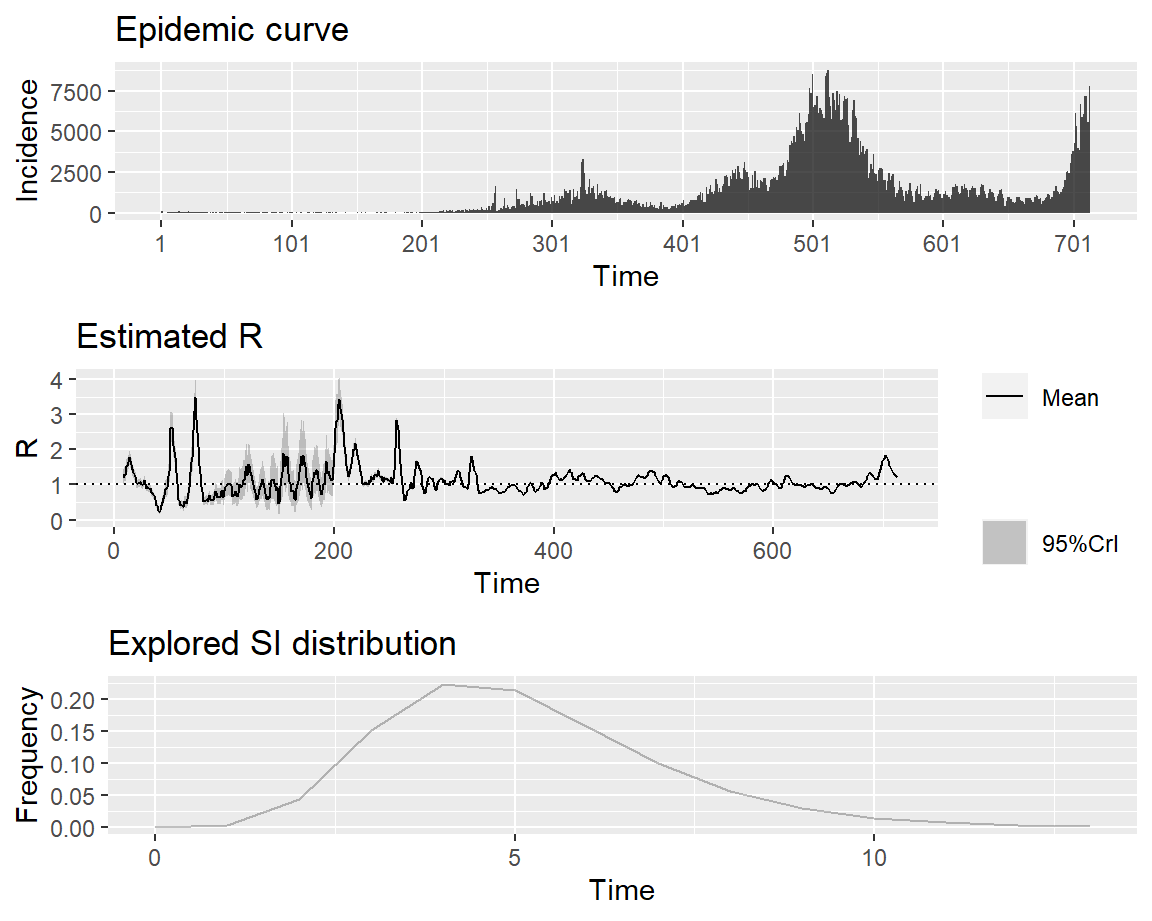 Epidemic curve
Incidence
7500
5000
2500
0
1 101 201 301 401 501 601 701
Time
Estimated R
R
4
3
2
1
0
0 200 400 600
Time
Mean
95%CrI
Explored SI distribution
Frequency
0.20
0.15
0.10
0.05
0.00
0 5 10
Time